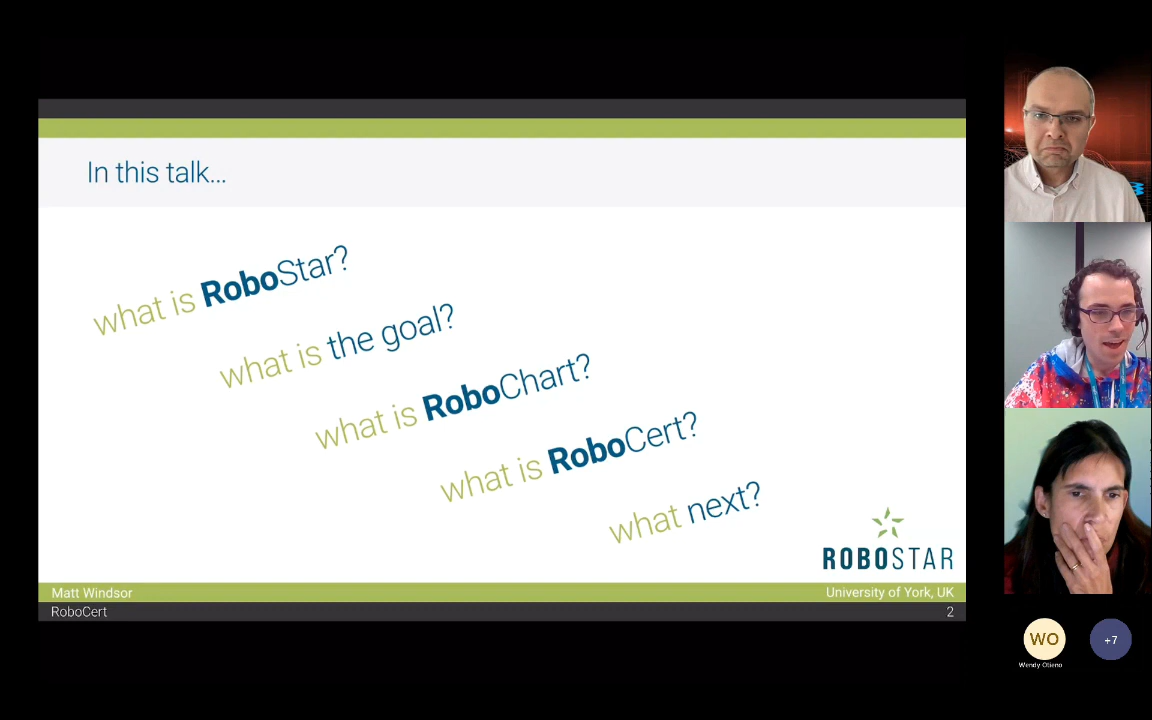 In this talk...
what is RoboStar?
what is the goal?
what is RoboChart?
what is RoboCert?
what next?
ROBOSTAR
Matt Windsor
University of York, UK
RoboCert
2
WO
Wendy Otieno
+7